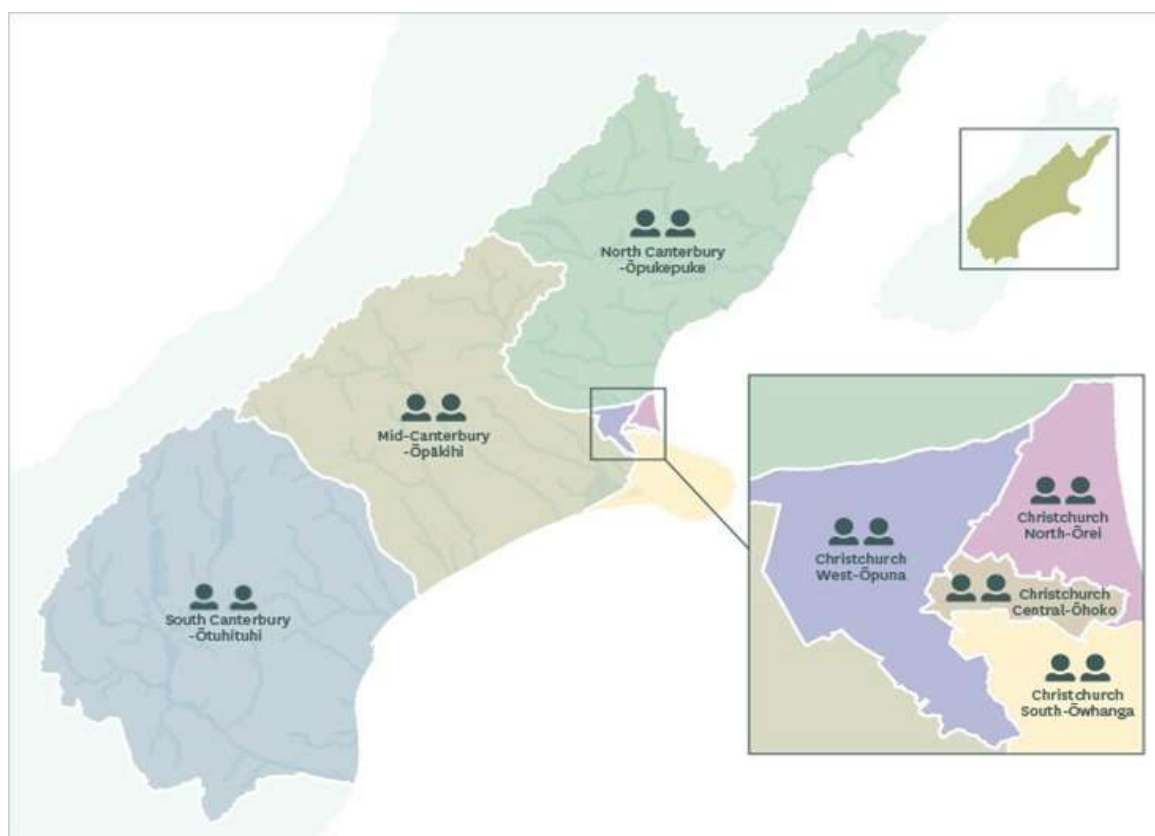 North Canterbury
-Ōpukepuke
Mid-Canterbury
-Ōpākihi
South Canterbury
-Ōtuhituhi
Christchurch
North-Ōrei
Christchurch
West-Ōpuna
Christchurch
Central-Ōhoko
Christchurch
South-Ōwhanga